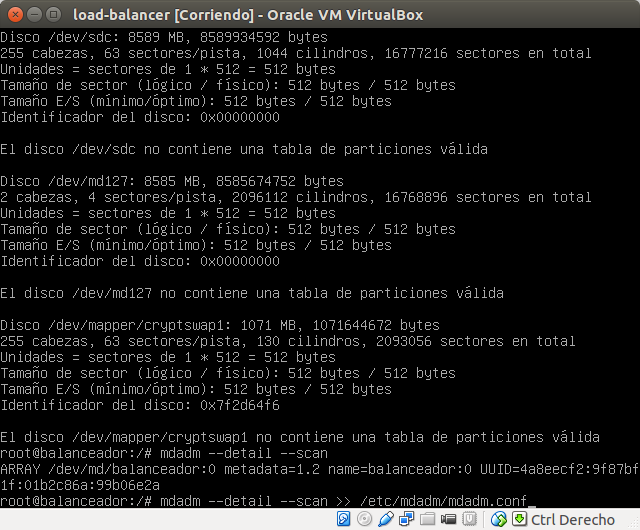 load-balancer [Corriendo] - Oracle VM VirtualBox
Disco /dev/sdc: 8589 MB, 8589934592 bytes
255 cabezas, 63 sectores/pista, 1044 cilindros, 16777216 sectores en total
Unidades = sectores de 1 * 512 = 512 bytes
Tamaño de sector (lógico / físico): 512 bytes / 512 bytes
Tamaño E/S (mínimo/óptimo): 512 bytes / 512 bytes
Identificador del disco: 0x00000000
El disco /dev/sdc no contiene una tabla de particiones válida
Disco /dev/md127: 8585 MB, 8585674752 bytes
2 cabezas, 4 sectores/pista, 2096112 cilindros, 16768896 sectores en total
Unidades = sectores de 1 * 512 = 512 bytes
Tamaño de sector (lógico / físico): 512 bytes / 512 bytes
Tamaño E/S (mínimo/óptimo): 512 bytes / 512 bytes
Identificador del disco: 0x00000000
El disco /dev/md127 no contiene una tabla de particiones válida
Disco /dev/mapper/cryptswap1: 1071 MB, 1071644672 bytes
255 cabezas, 63 sectores/pista, 130 cilindros, 2093056 sectores en total
Unidades = sectores de 1 * 512 = 512 bytes
Tamaño de sector (lógico / físico): 512 bytes / 512 bytes
Tamaño E/S (mínimo/óptimo): 512 bytes / 512 bytes
Identificador del disco: 0x7f2d64f6
El disco /dev/mapper/cryptswap1 no contiene una tabla de particiones válida
root@balanceador:/# mdadm --detail --scan
ARRAY /dev/md/balanceador:0 metadata=1.2 name=balanceador:0 UUID=4a8eecf2:9f87bf
1f:01b2c86a:99b06e2a
root@balanceador:/# mdadm --detail --scan >> /etc/mdadm/mdadm.conf_
Ctrl Derecho